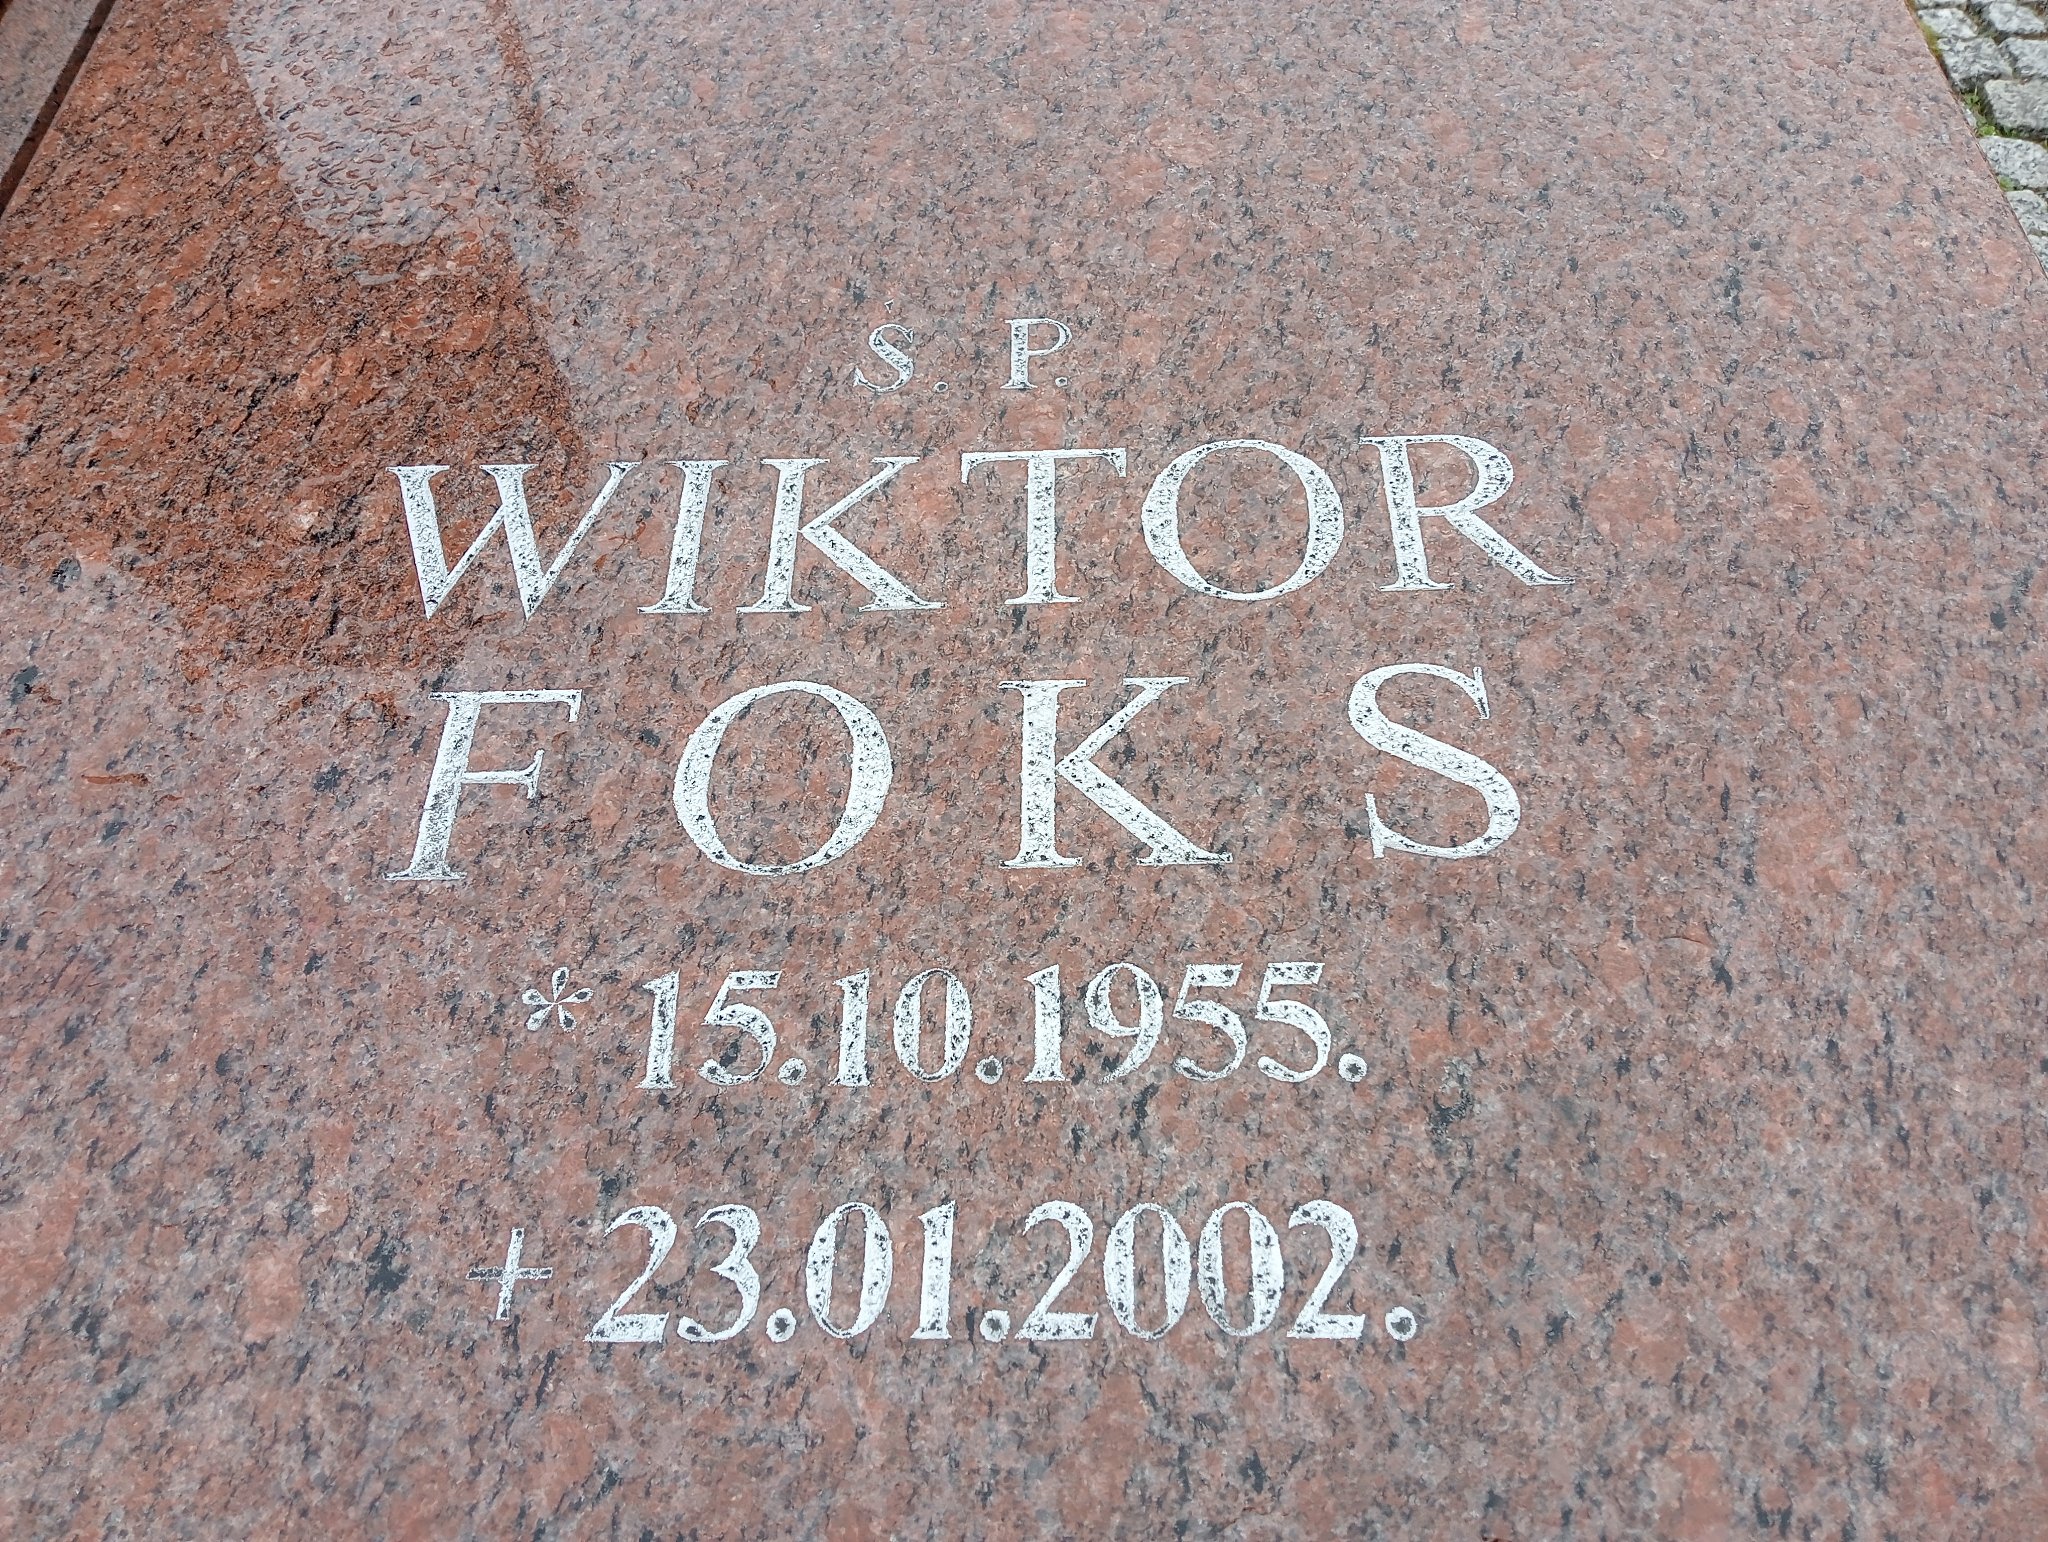 Ś. P.
WIKTOR
FOKS
* 15.10.1955.
+ 23.01.2002.